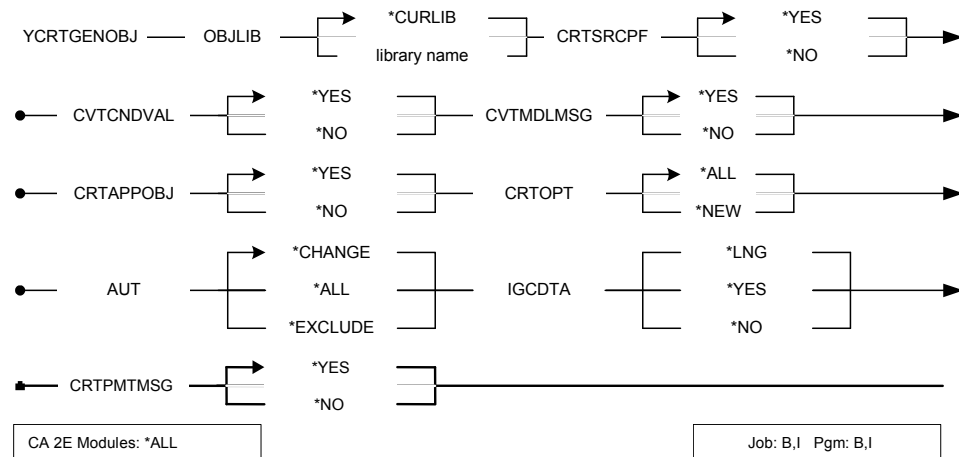 *CURLIB *YES
YCRTGENOBJ OBJLIB CRTSRCPF
library name *NO
*YES *YES
CVTCNDVAL CVTMDLMSG
*NO *NO
*YES *ALL
CRTAPPOBJ CRTOPT
*NO *NEW
*CHANGE *LNG
AUT *ALL IGCDTA *YES
*EXCLUDE *NO
*YES
CRTPMTMSG
*NO
CA 2E Modules: *ALL Job: B,I Pgm: B,I